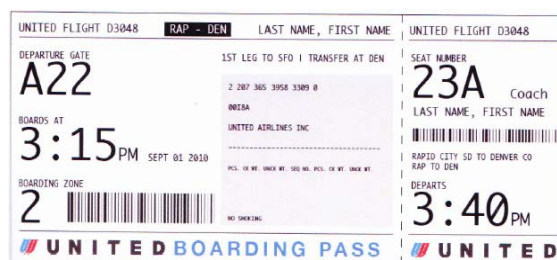 UNITED FLIGHT D3048 RAP - DEN LAST NAME, FIRST NAME
DEPARTURE GATE
A22
1ST LEG TO SFO | TRANSFER AT DEN
2 207 365 3958 3309 0
00I8A
UNITED AIRLINES INC
BOARDS AT
3:15PM SEPT 01 2010
PCS. CK WT. UNCK WT. SEQ NO. PCS. CK WT. UNCK WT.
BOARDING ZONE
2
NO SMOKING
UNITED BOARDING PASS
UNITED FLIGHT D3048
SEAT NUMBER
23A Coach
LAST NAME, FIRST NAME
RAPID CITY SD TO DENVER CO
RAP TO DEN
DEPARTS
3:40PM
UNITED